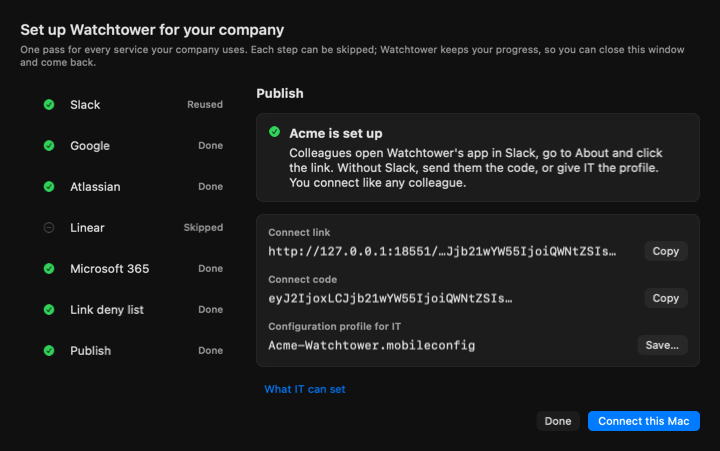 Set up Watchtower for your company
One pass for every service your company uses. Each step can be skipped; Watchtower keeps your progress, so you can close this window
and come back.
Slack Reused
Google Done
Atlassian Done
Linear Skipped
Microsoft 365 Done
Link deny list Done
Publish Done
Publish
Acme is set up
Colleagues open Watchtower's app in Slack, go to About and click
the link. Without Slack, send them the code, or give IT the profile.
You connect like any colleague.
Connect link
http://127.0.0.1:18551/…Jjb21wYW55IjoiQWNtZSIs… Copy
Connect code
eyJ2IjoxLCJjb21wYW55IjoiQWNtZSIs… Copy
Configuration profile for IT
Acme-Watchtower.mobileconfig Save…
What IT can set
Done Connect this Mac